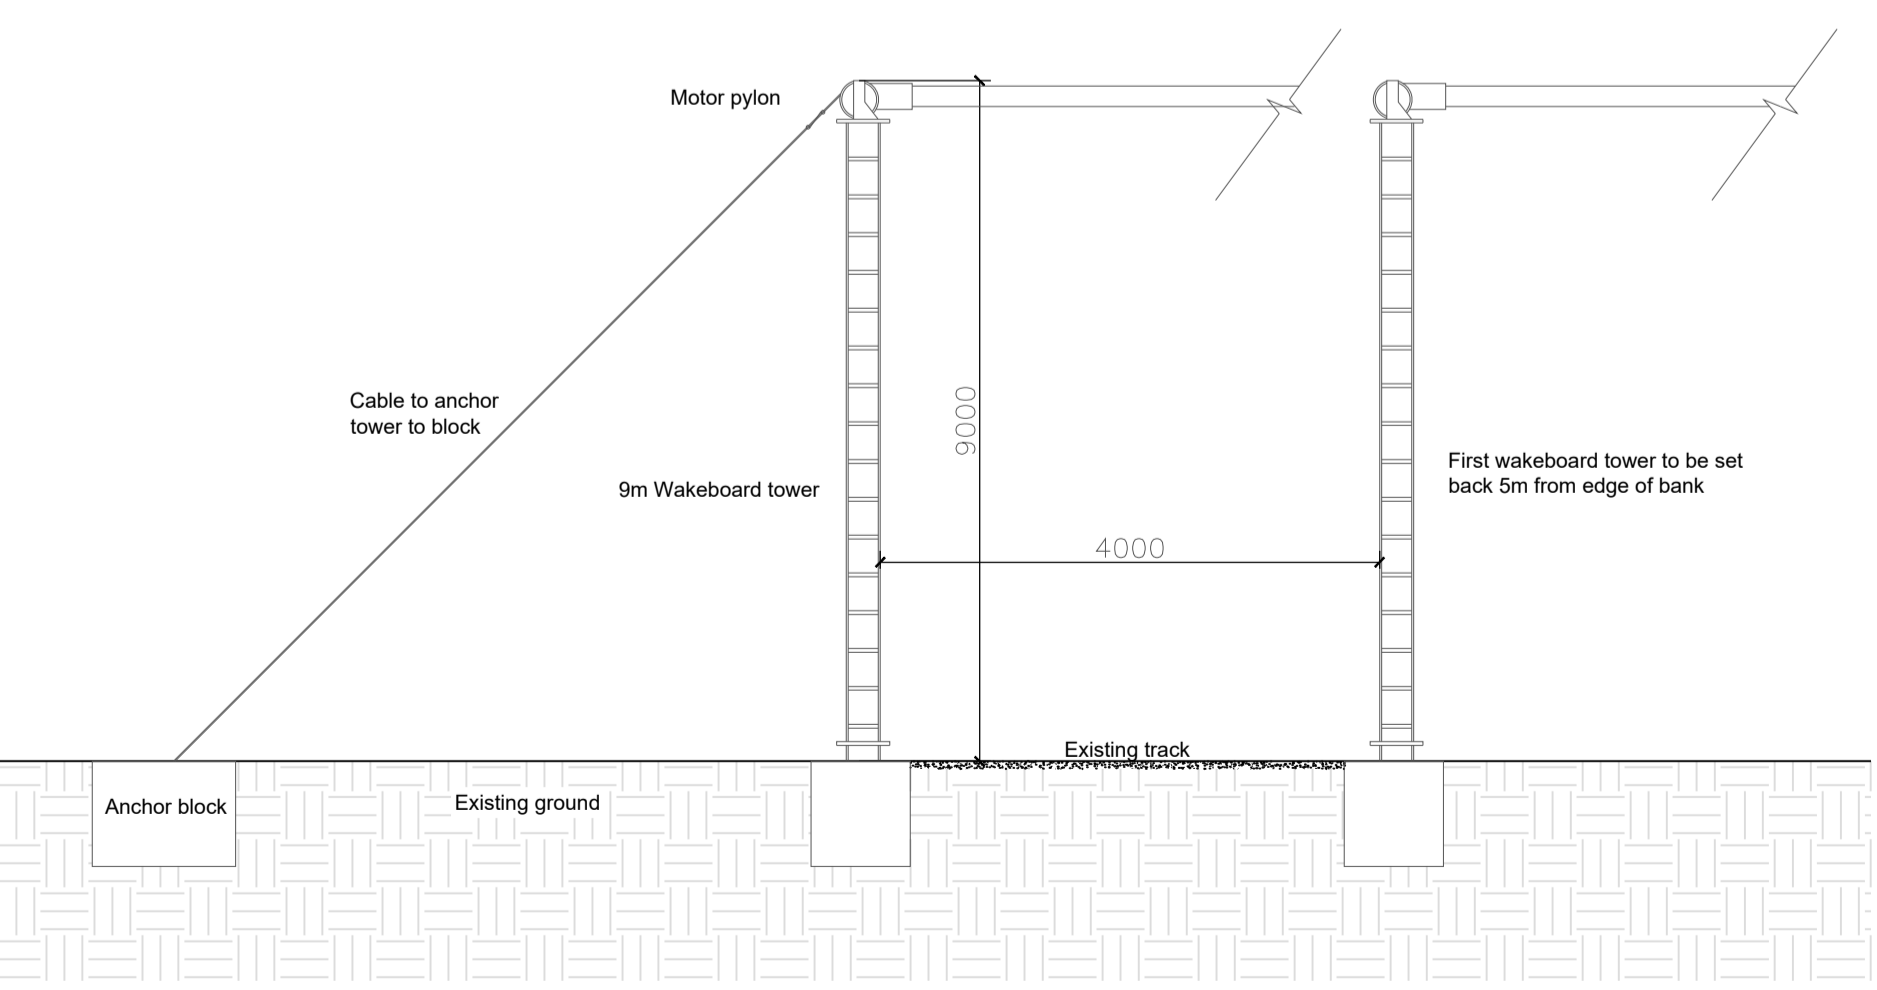 Motor pylon
Cable to anchor
tower to block
9000
9m Wakeboard tower
First wakeboard tower to be set
back 5m from edge of bank
4000
Existing track
Anchor block
Existing ground